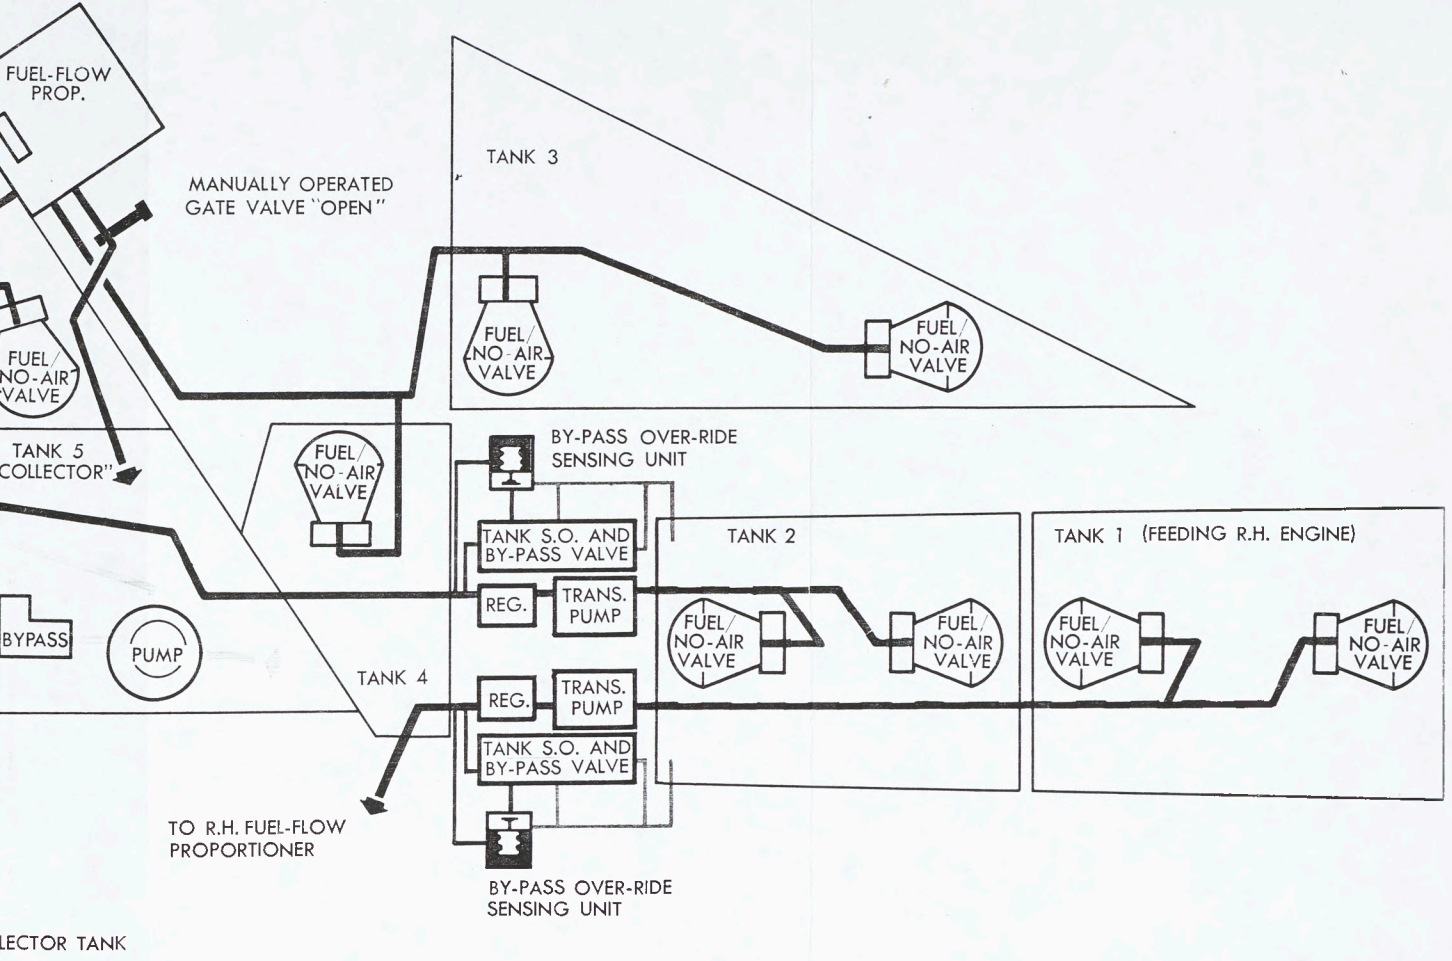 FUEL-FLOW
PROP.
MANUALLY OPERATED
GATE VALVE "OPEN"
TANK 3
FUEL/
NO-AIR
VALVE
FUEL/
NO-AIR
VALVE
FUEL/
NO-AIR
VALVE
TANK 5
COLLECTOR"
FUEL/
NO-AIR
VALVE
BY-PASS OVER-RIDE
SENSING UNIT
TANK S.O. AND
BY-PASS VALVE
REG.
TRANS.
PUMP
TANK 2
FUEL/
NO-AIR
VALVE
FUEL/
NO-AIR
VALVE
TANK 1 (FEEDING R.H. ENGINE)
FUEL/
NO-AIR
VALVE
FUEL/
NO-AIR
VALVE
BYPASS
PUMP
TANK 4
REG.
TRANS.
PUMP
TANK S.O. AND
BY-PASS VALVE
TO R.H. FUEL-FLOW
PROPORTIONER
BY-PASS OVER-RIDE
SENSING UNIT
LECTOR TANK